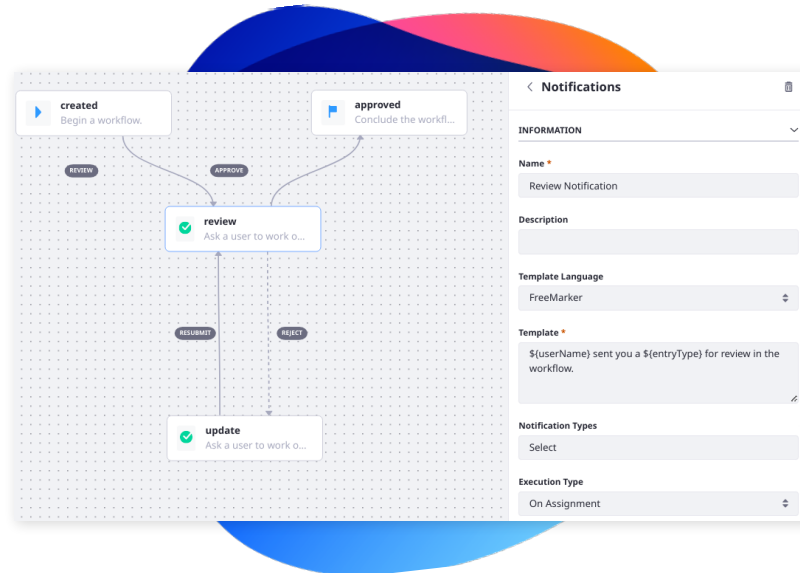 created
Begin a workflow.
approved
Conclude the workfl...
REVIEW
APPROVE
review
Ask a user to work o...
RESUBMIT
REJECT
update
Ask a user to work o...
Notifications
INFORMATION
Name *
Review Notification
Description
Template Language
FreeMarker
Template *
${userName} sent you a ${entryType} for review in the
workflow.
Notification Types
Select
Execution Type
On Assignment